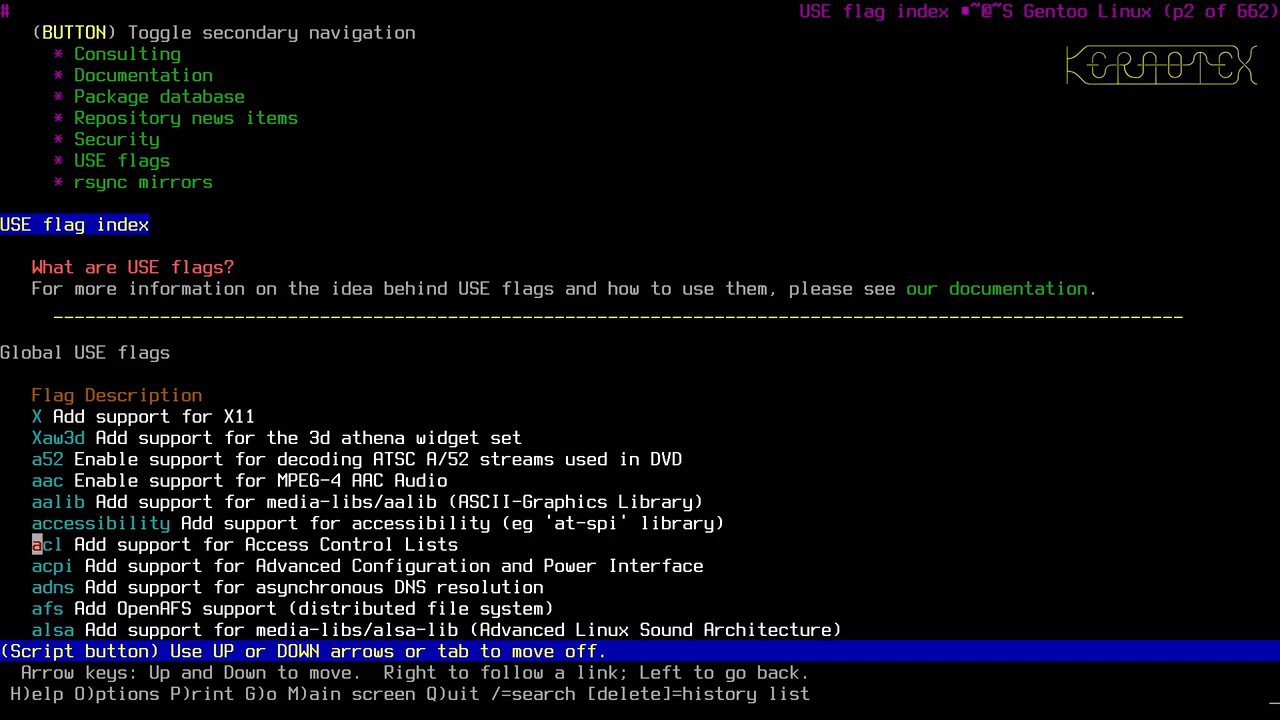 # USE flag index ▪~@~S Gentoo Linux (p2 of 662)
(BUTTON) Toggle secondary navigation
* Consulting
* Documentation
* Package database
* Repository news items
* Security
* USE flags
* rsync mirrors
KERAOTEX
USE flag index
What are USE flags?
For more information on the idea behind USE flags and how to use them, please see our documentation.
Global USE flags
Flag Description
X Add support for X11
Xaw3d Add support for the 3d athena widget set
a52 Enable support for decoding ATSC A/52 streams used in DVD
aac Enable support for MPEG-4 AAC Audio
aalib Add support for media-libs/aalib (ASCII-Graphics Library)
accessibility Add support for accessibility (eg 'at-spi' library)
acl Add support for Access Control Lists
acpi Add support for Advanced Configuration and Power Interface
adns Add support for asynchronous DNS resolution
afs Add OpenAFS support (distributed file system)
alsa Add support for media-libs/alsa-lib (Advanced Linux Sound Architecture)
(Script button) Use UP or DOWN arrows or tab to move off.
Arrow keys: Up and Down to move.  Right to follow a link; Left to go back.
H)elp O)ptions P)rint G)o M)ain screen Q)uit /=search [delete]=history list